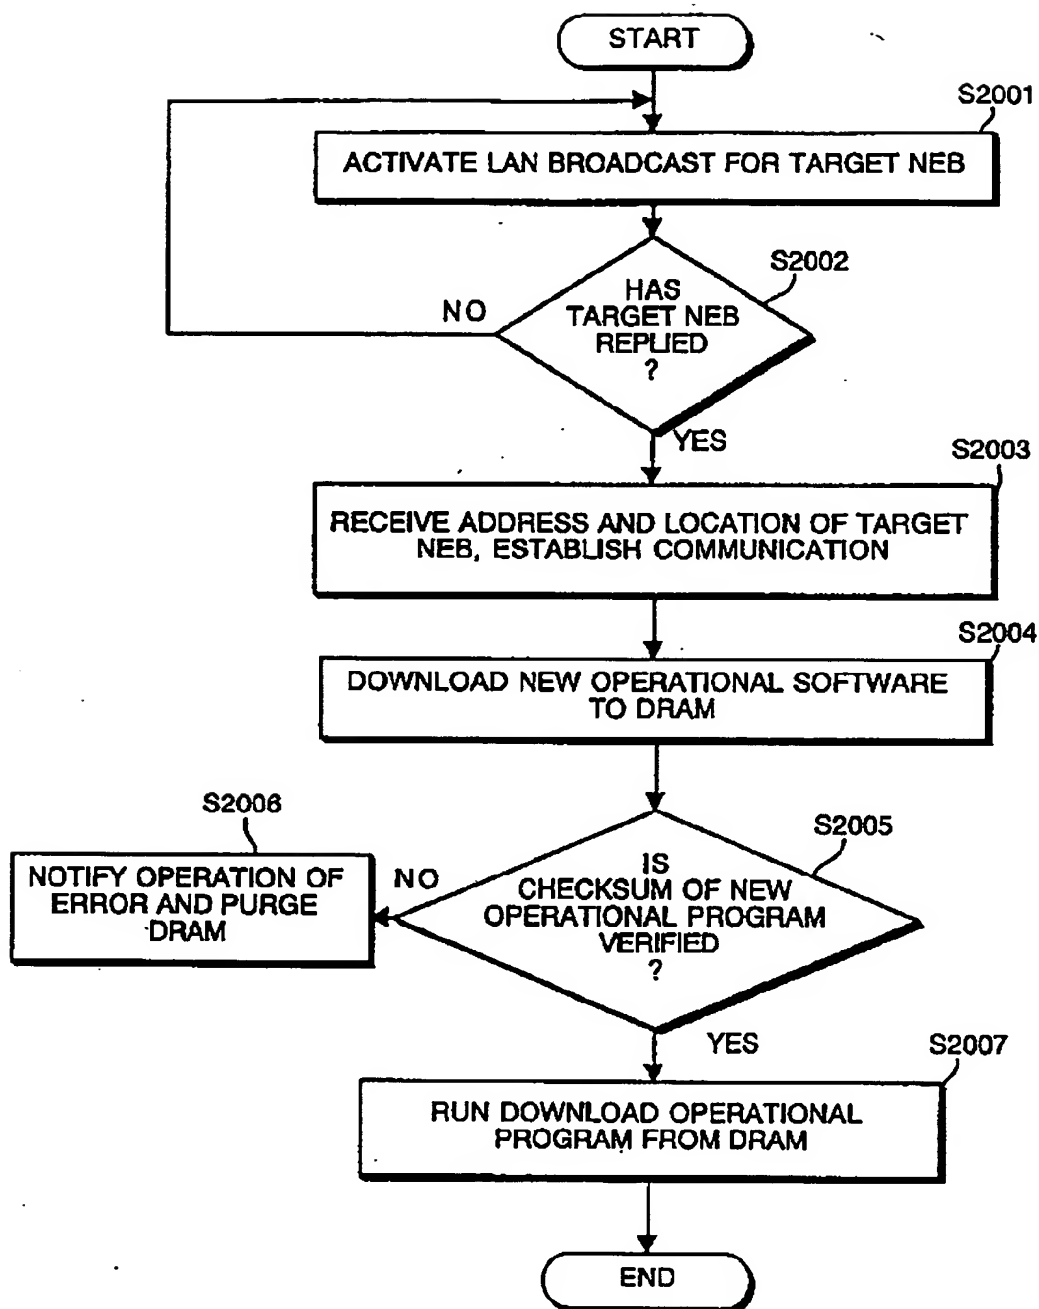 START
S2001
ACTIVATE LAN BROADCAST FOR TARGET NEB
S2002
HAS
TARGET NEB
REPLIED
?
NO
YES
S2003
RECEIVE ADDRESS AND LOCATION OF TARGET
NEB, ESTABLISH COMMUNICATION
S2004
DOWNLOAD NEW OPERATIONAL SOFTWARE
TO DRAM
S2006
NOTIFY OPERATION OF
ERROR AND PURGE
DRAM
NO
S2005
IS
CHECKSUM OF NEW
OPERATIONAL PROGRAM
VERIFIED
?
YES
S2007
RUN DOWNLOAD OPERATIONAL
PROGRAM FROM DRAM
END